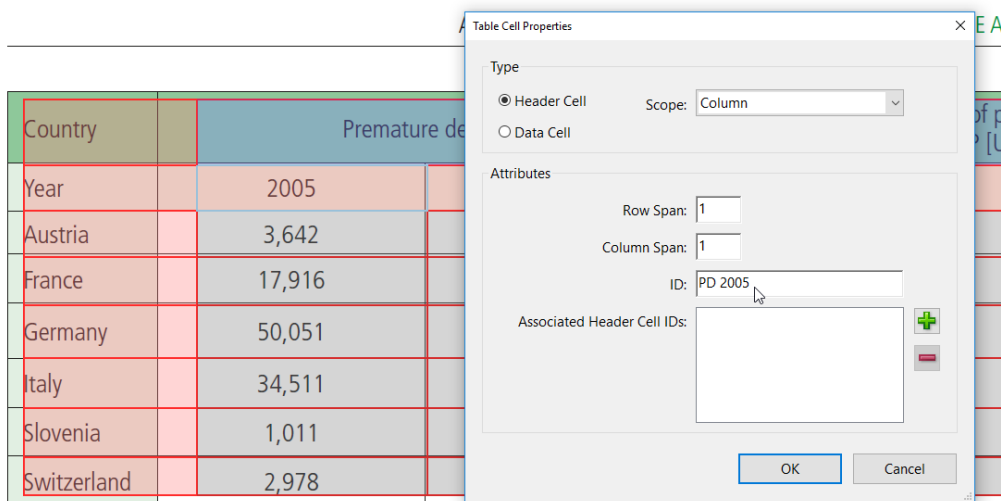 Table Cell Properties
Type
Header Cell
Scope: Column
Data Cell
Attributes
Row Span: 1
Column Span: 1
ID: PD 2005
Associated Header Cell IDs:
OK
Cancel
Country
Premature
Year 2005
Austria 3,642
France 17,916
Germany 50,051
Italy 34,511
Slovenia 1,011
Switzerland 2,978